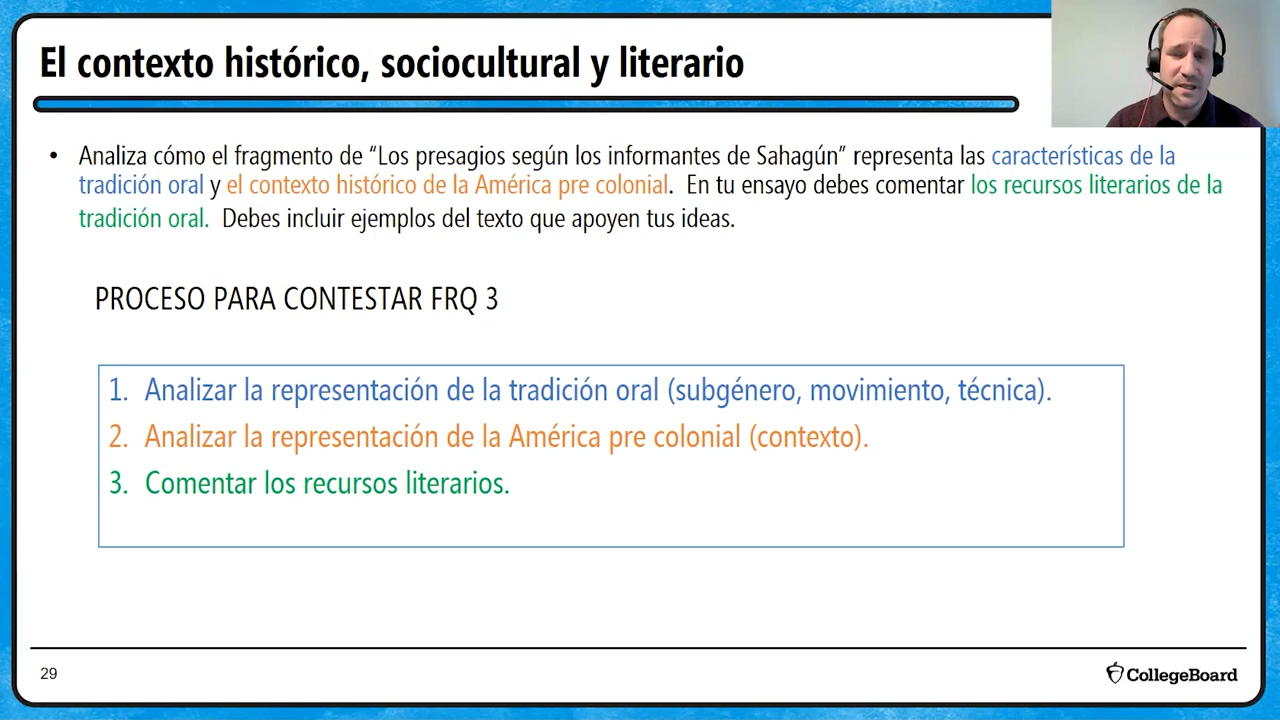 El contexto histórico, sociocultural y literario
• Analiza cómo el fragmento de “Los presagios según los informantes de Sahagún” representa las características de la
tradición oral y el contexto histórico de la América pre colonial. En tu ensayo debes comentar los recursos literarios de la
tradición oral. Debes incluir ejemplos del texto que apoyen tus ideas.
PROCESO PARA CONTESTAR FRQ 3
1. Analizar la representación de la tradición oral (subgénero, movimiento, técnica).
2. Analizar la representación de la América pre colonial (contexto).
3. Comentar los recursos literarios.
29
CollegeBoard